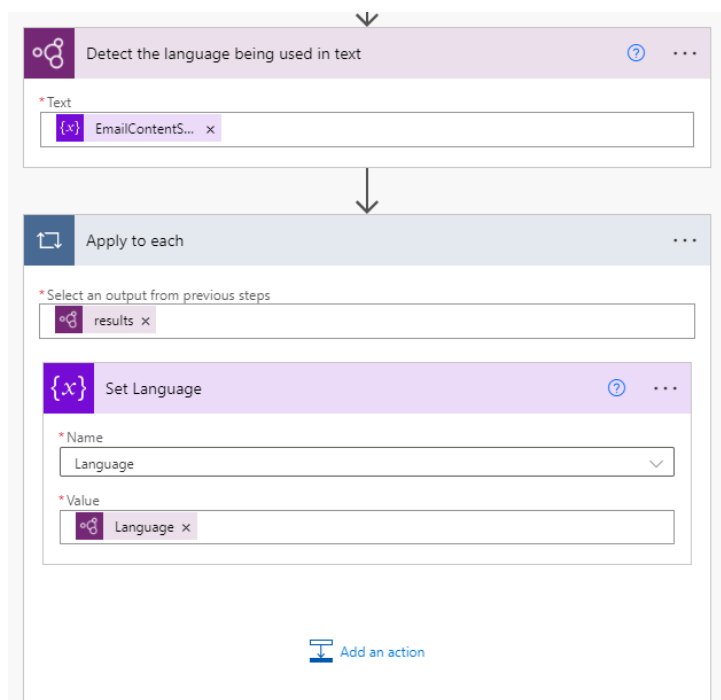 Detect the language being used in text
* Text
{x} EmailContentS... ×
Apply to each
* Select an output from previous steps
results ×
{x} Set Language
* Name
Language
* Value
Language ×
Add an action